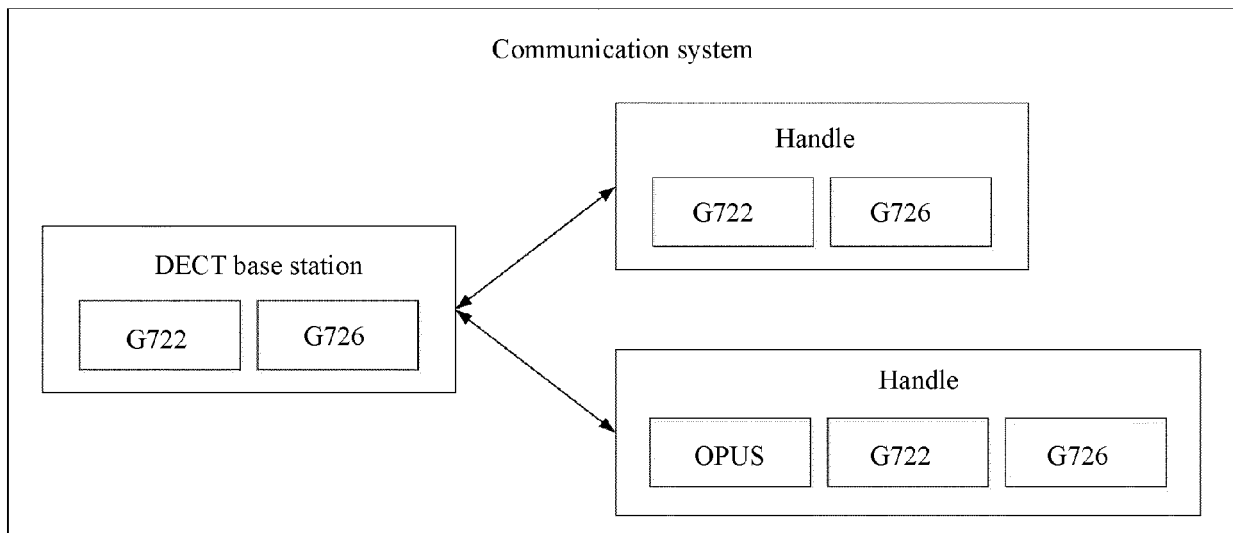 Communication system
Handle
G722
G726
DECT base station
G722
G726
Handle
OPUS
G722
G726